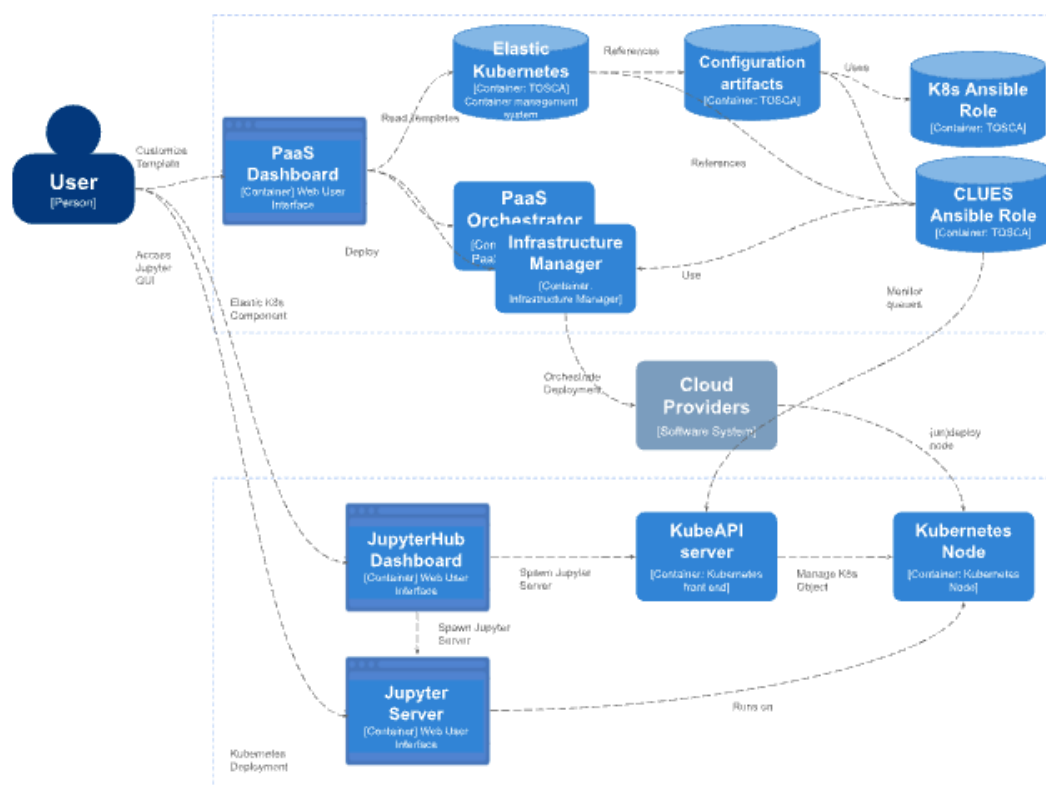 Elastic
Kubernetes
[Container: TOSCA]
Container management
system
References
Configuration
artifacts
[Container: TOSCA]
Uses
K8s Ansible
Role
[Container: TOSCA]
Read Templates
Customize
Template
User
[Person]
PaaS
Dashboard
[Container] Web User
Interface
References
CLUES
Ansible Role
[Container: TOSCA]
PaaS
Orchestrator
[Con
PaaS
Infrastructure
Manager
[Container:
Infrastructure Manager]
Deploy
Access
Jupyter
GUI
Use
Monitor
queues
Elastic K8s
Component
Orchestrate
Deployment
Cloud
Providers
[Software System]
(un)deploy
node
JupyterHub
Dashboard
[Container] Web User
Interface
Spawn Jupyter
Server
KubeAPI
server
[Container: Kubernetes
front end]
Manage K8s
Object
Kubernetes
Node
[Container: Kubernetes
Node]
Spawn Jupyter
Server
Jupyter
Server
[Container] Web User
Interface
Runs on
Kubernetes
Deployment